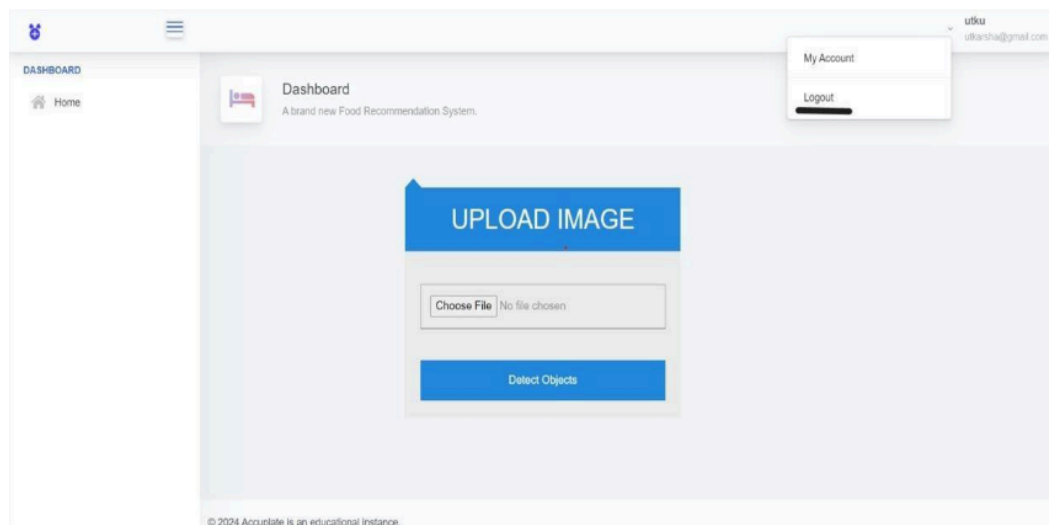 utku
utkarsha@gmail.com
My Account
Logout
DASHBOARD
Home
Dashboard
A brand new Food Recommendation System.
UPLOAD IMAGE
Choose File No file chosen
Detect Objects
© 2024 Accuplate is an educational instance